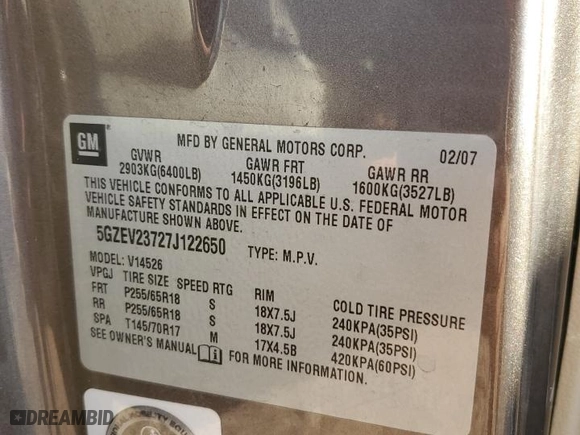 GM
MFD BY GENERAL MOTORS CORP. 02/07
GVWR GAWR FRT GAWR RR
2903KG(6400LB) 1450KG(3196LB) 1600KG(3527LB)
THIS VEHICLE CONFORMS TO ALL APPLICABLE U.S. FEDERAL MOTOR
VEHICLE SAFETY STANDARDS IN EFFECT ON THE DATE OF
MANUFACTURE SHOWN ABOVE.
5GZEV23727J122650 TYPE: M.P.V.
MODEL: V14526
VPGJ TIRE SIZE SPEED RTG RIM COLD TIRE PRESSURE
FRT P255/65R18 S 18X7.5J 240KPA(35PSI)
RR P255/65R18 S 18X7.5J 240KPA(35PSI)
SPA T145/70R17 M 17X4.5B 420KPA(60PSI)
SEE OWNER'S MANUAL FOR MORE INFORMATION.
DREAMBID